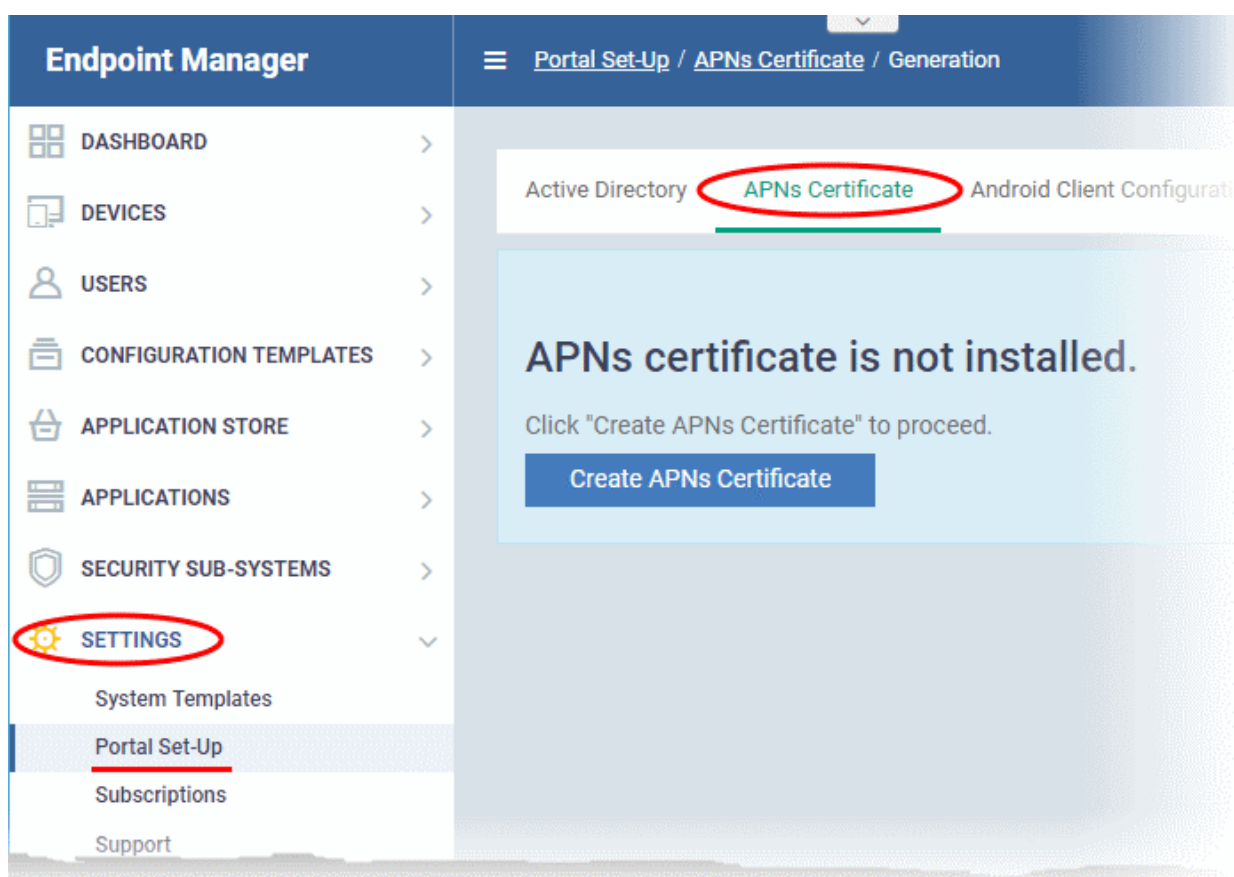 Endpoint Manager
Portal Set-Up / APNs Certificate / Generation
DASHBOARD
DEVICES
USERS
CONFIGURATION TEMPLATES
APPLICATION STORE
APPLICATIONS
SECURITY SUB-SYSTEMS
SETTINGS
System Templates
Portal Set-Up
Subscriptions
Support
Active Directory APNs Certificate Android Client Configurati
APNs certificate is not installed.
Click "Create APNs Certificate" to proceed.
Create APNs Certificate